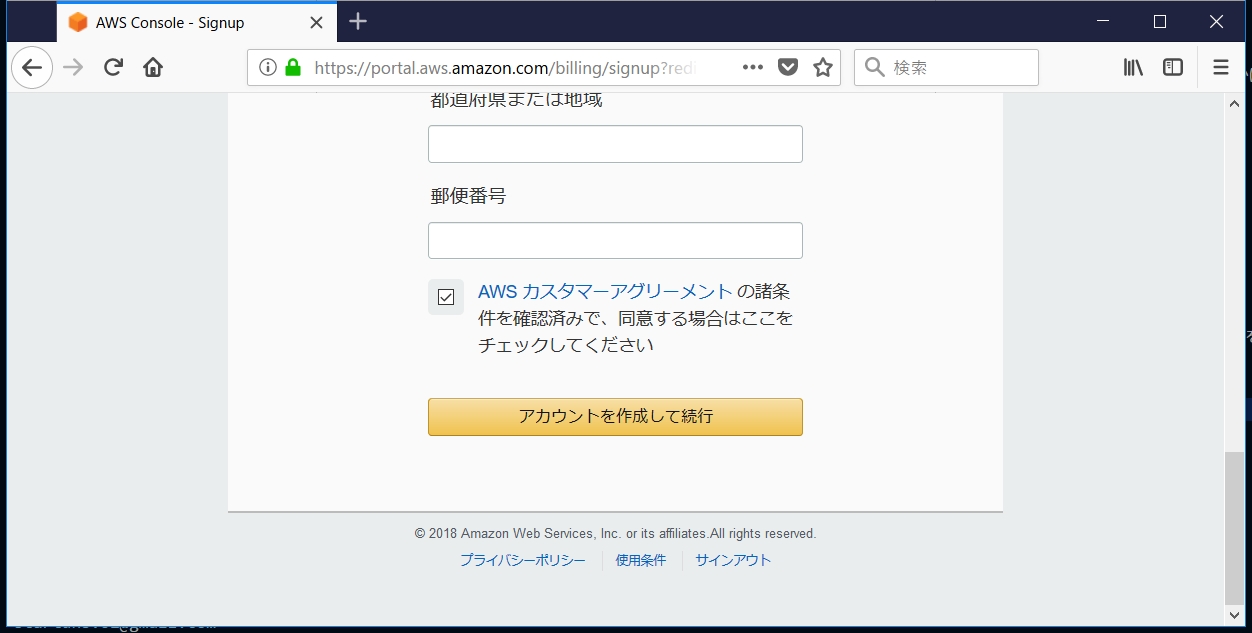 AWS Console - Signup
https://portal.aws.amazon.com/billing/signup?redi
検索
都道府県または地域
郵便番号
AWS カスタマーアグリーメント の諸条
件を確認済みで、同意する場合はここを
チェックしてください
アカウントを作成して続行
© 2018 Amazon Web Services, Inc. or its affiliates.All rights reserved.
プライバシーポリシー 使用条件 サインアウト